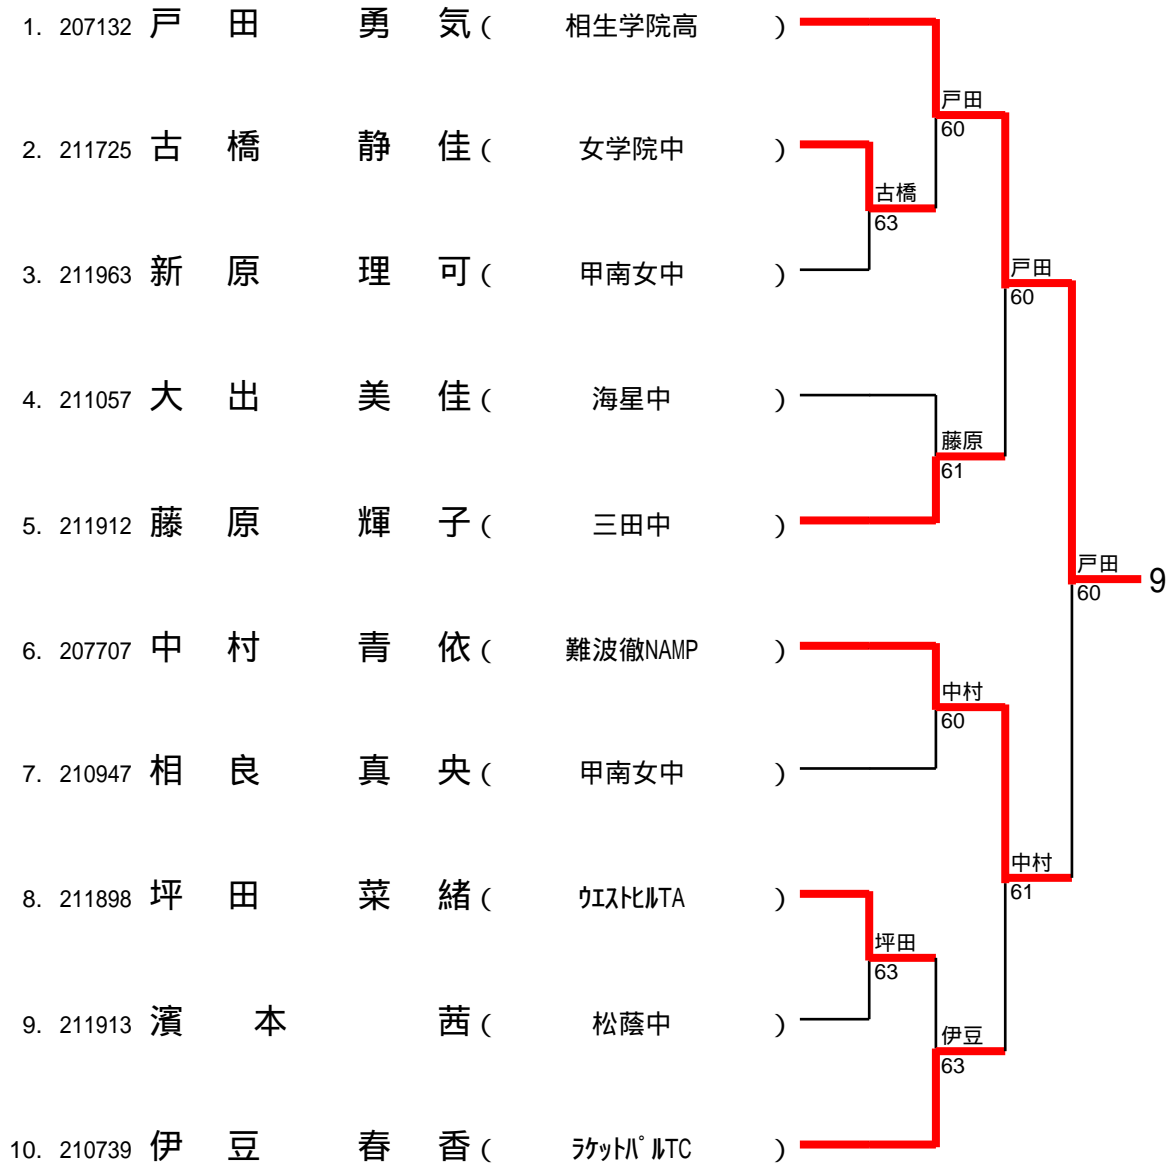 1. 207132 戸 田 勇 気 ( 相生学院高 )
戸田
60
2. 211725 古 橋 静 佳 ( 女学院中 )
古橋
63
3. 211963 新 原 理 可 ( 甲南女中 )
戸田
60
4. 211057 大 出 美 佳 ( 海星中 )
藤原
61
5. 211912 藤 原 輝 子 ( 三田中 )
戸田
60
9
6. 207707 中 村 青 依 ( 難波徹NAMP )
中村
60
7. 210947 相 良 真 央 ( 甲南女中 )
中村
61
8. 211898 坪 田 菜 緒 ( ｳｴｽﾄﾋﾙTA )
坪田
63
9. 211913 濱 本 茜 ( 松蔭中 )
伊豆
63
10. 210739 伊 豆 春 香 ( ﾗｹｯﾄﾊﾟﾙTC )